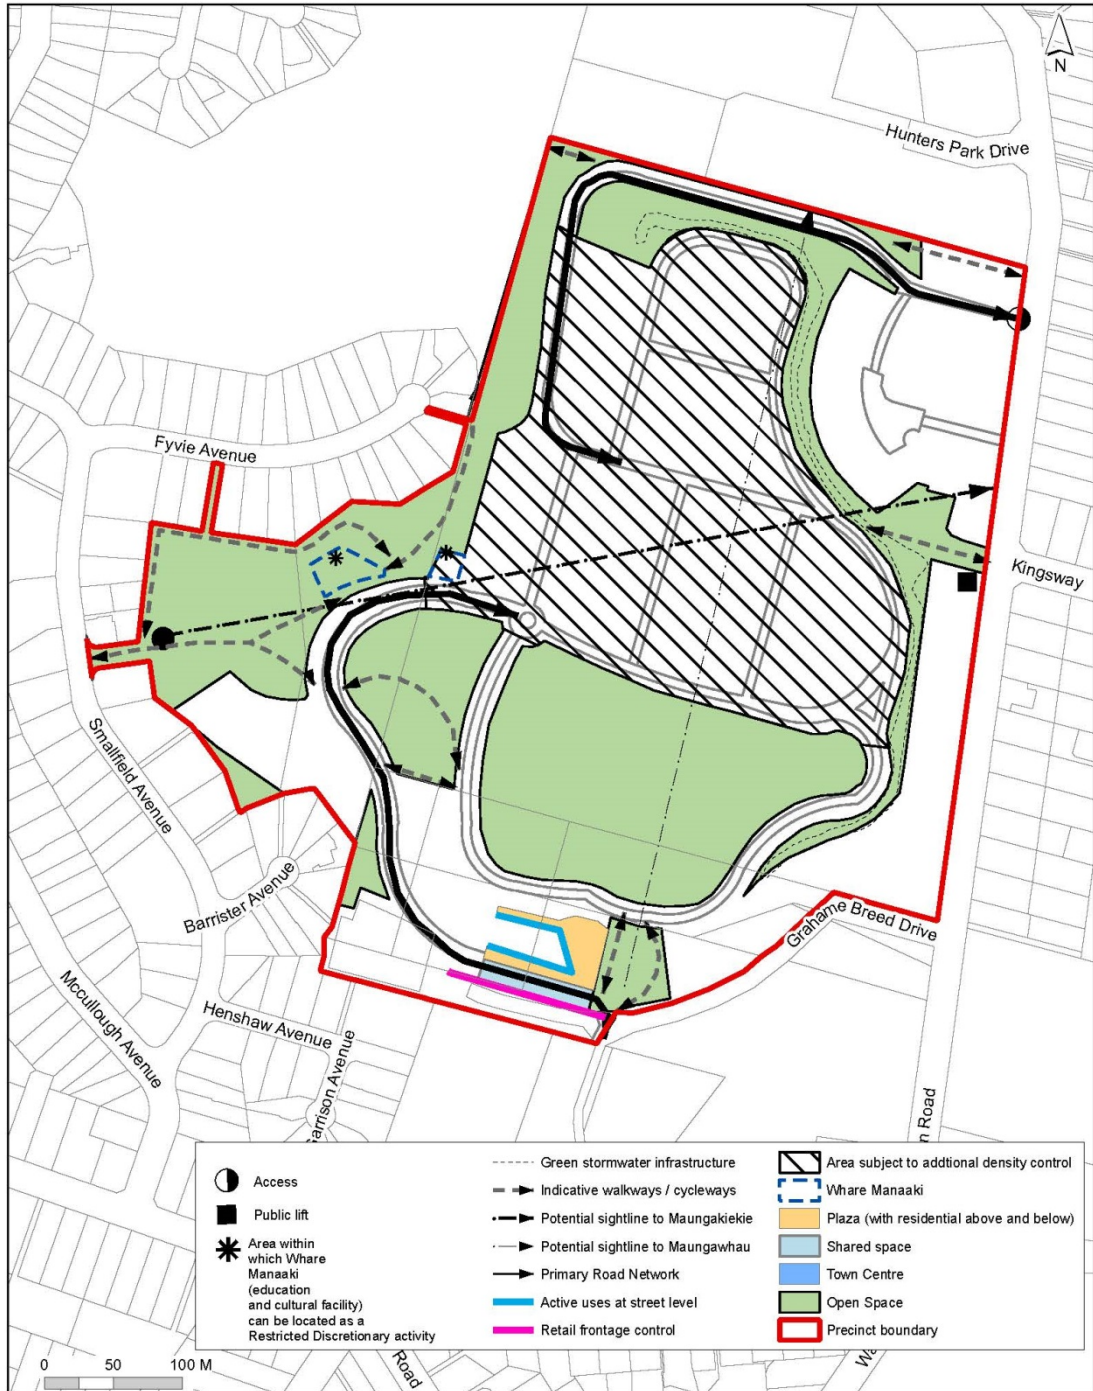 N
Hunters Park Drive
Fyvie Avenue
Kingsway
Smallfield Avenue
Barrister Avenue
Grahame Breed Drive
Mccullough Avenue
Henshaw Avenue
Garrison Avenue
n Road
Wa
Road
Access
Public lift
Area within
which Whare
Manaaki
(education
and cultural facility)
can be located as a
Restricted Discretionary activity
Green stormwater infrastructure
Indicative walkways / cycleways
Potential sightline to Maungakiekie
Potential sightline to Maungawhau
Primary Road Network
Active uses at street level
Retail frontage control
Area subject to addtional density control
Whare Manaaki
Plaza (with residential above and below)
Shared space
Town Centre
Open Space
Precinct boundary
0 50 100 M